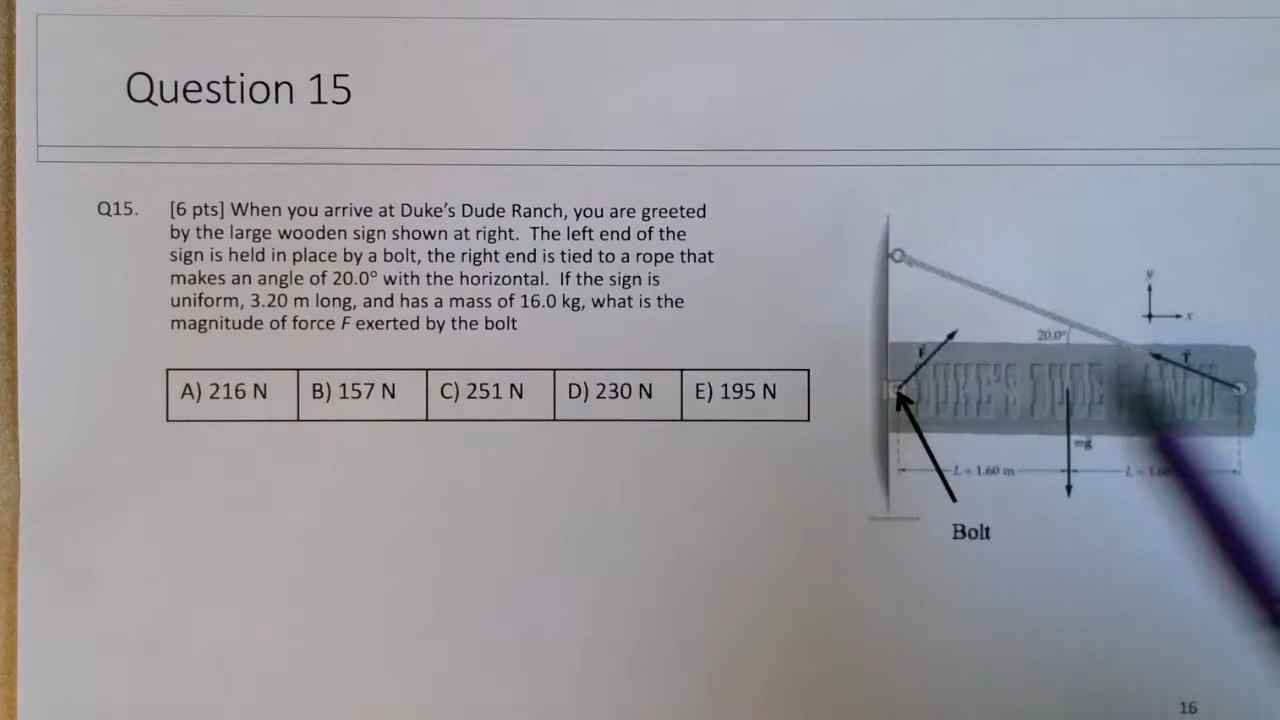 Question 15
Q15. [6 pts] When you arrive at Duke's Dude Ranch, you are greeted
by the large wooden sign shown at right. The left end of the
sign is held in place by a bolt, the right end is tied to a rope that
makes an angle of 20.0° with the horizontal. If the sign is
uniform, 3.20 m long, and has a mass of 16.0 kg, what is the
magnitude of force F exerted by the bolt
A) 216 N B) 157 N C) 251 N D) 230 N E) 195 N
y
x
20.0°
F
T
DUKE'S DUDE
mg
L = 1.60 m
Bolt
16